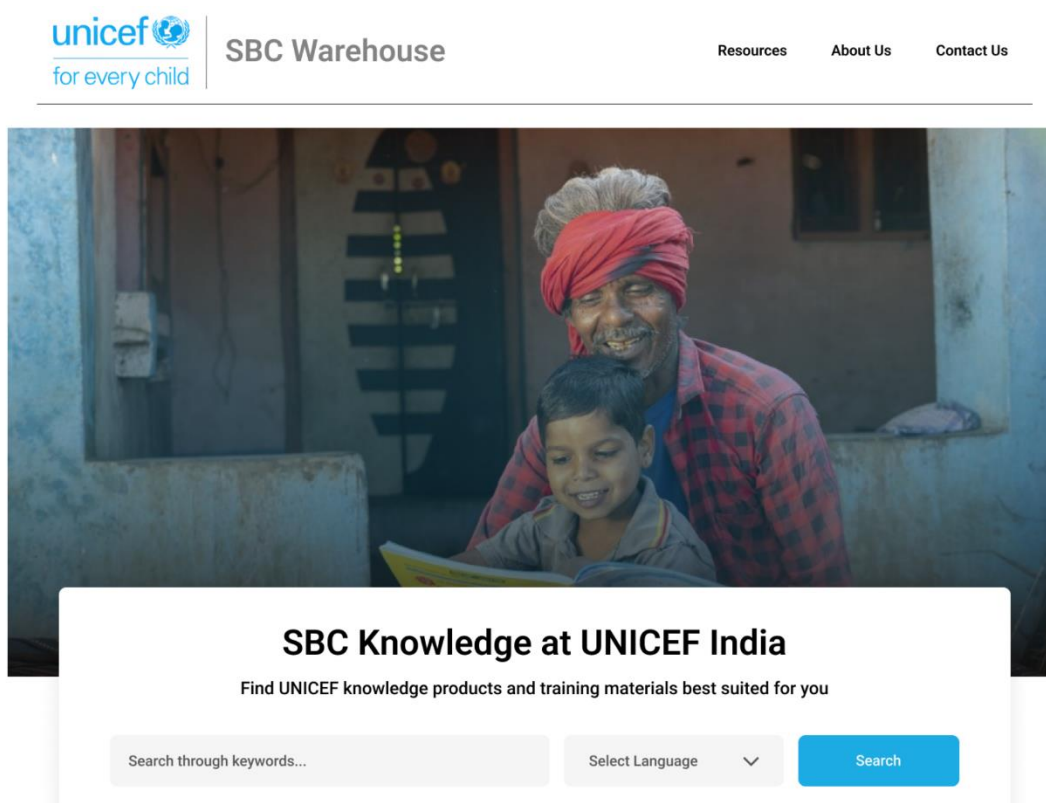 unicef
for every child
SBC Warehouse
Resources
About Us
Contact Us
SBC Knowledge at UNICEF India
Find UNICEF knowledge products and training materials best suited for you
Search through keywords...
Select Language
Search